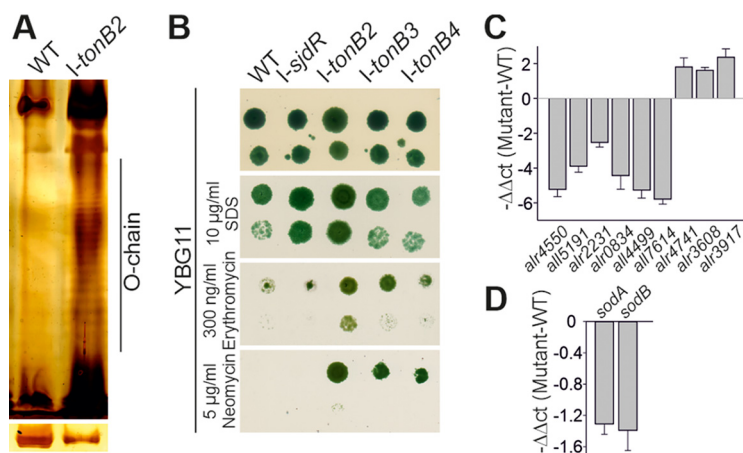 A
WT
I-tonB2
O-chain
B
WT
I-sjdR
I-tonB2
I-tonB3
I-tonB4
YBG11
10 µg/ml
SDS
300 ng/ml
Erythromycin
5 µg/ml
Neomycin
C
-ΔΔct (Mutant-WT)
2
0
-2
-4
-6
alr4550
all5191
alr2231
alr0834
all4499
all7614
alr4741
alr3608
alr3917
D
-ΔΔct (Mutant-WT)
sodA
sodB
0
-0.4
-0.8
-1.2
-1.6